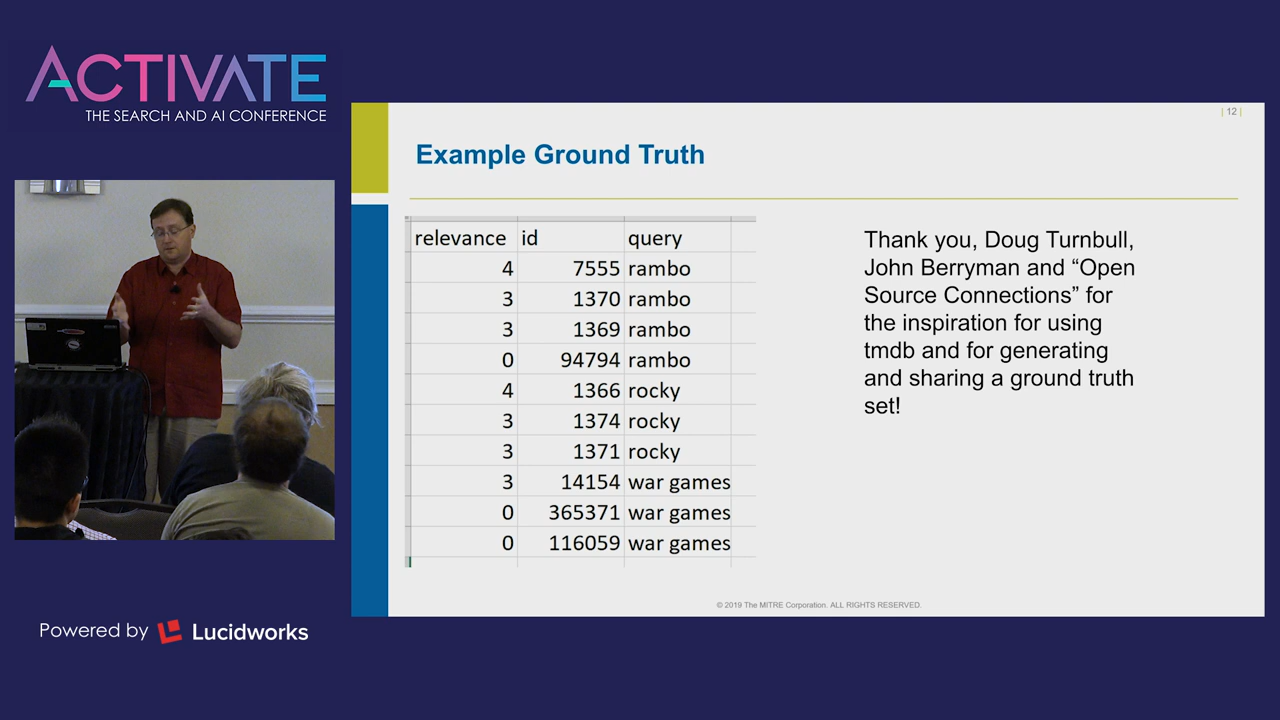 ACTIVATE
THE SEARCH AND AI CONFERENCE
| 12 |
Example Ground Truth
relevance id query
4 7555 rambo
3 1370 rambo
3 1369 rambo
0 94794 rambo
4 1366 rocky
3 1374 rocky
3 1371 rocky
3 14154 war games
0 365371 war games
0 116059 war games
Thank you, Doug Turnbull,
John Berryman and “Open
Source Connections” for
the inspiration for using
tmdb and for generating
and sharing a ground truth
set!
© 2019 The MITRE Corporation. ALL RIGHTS RESERVED.
Powered by Lucidworks